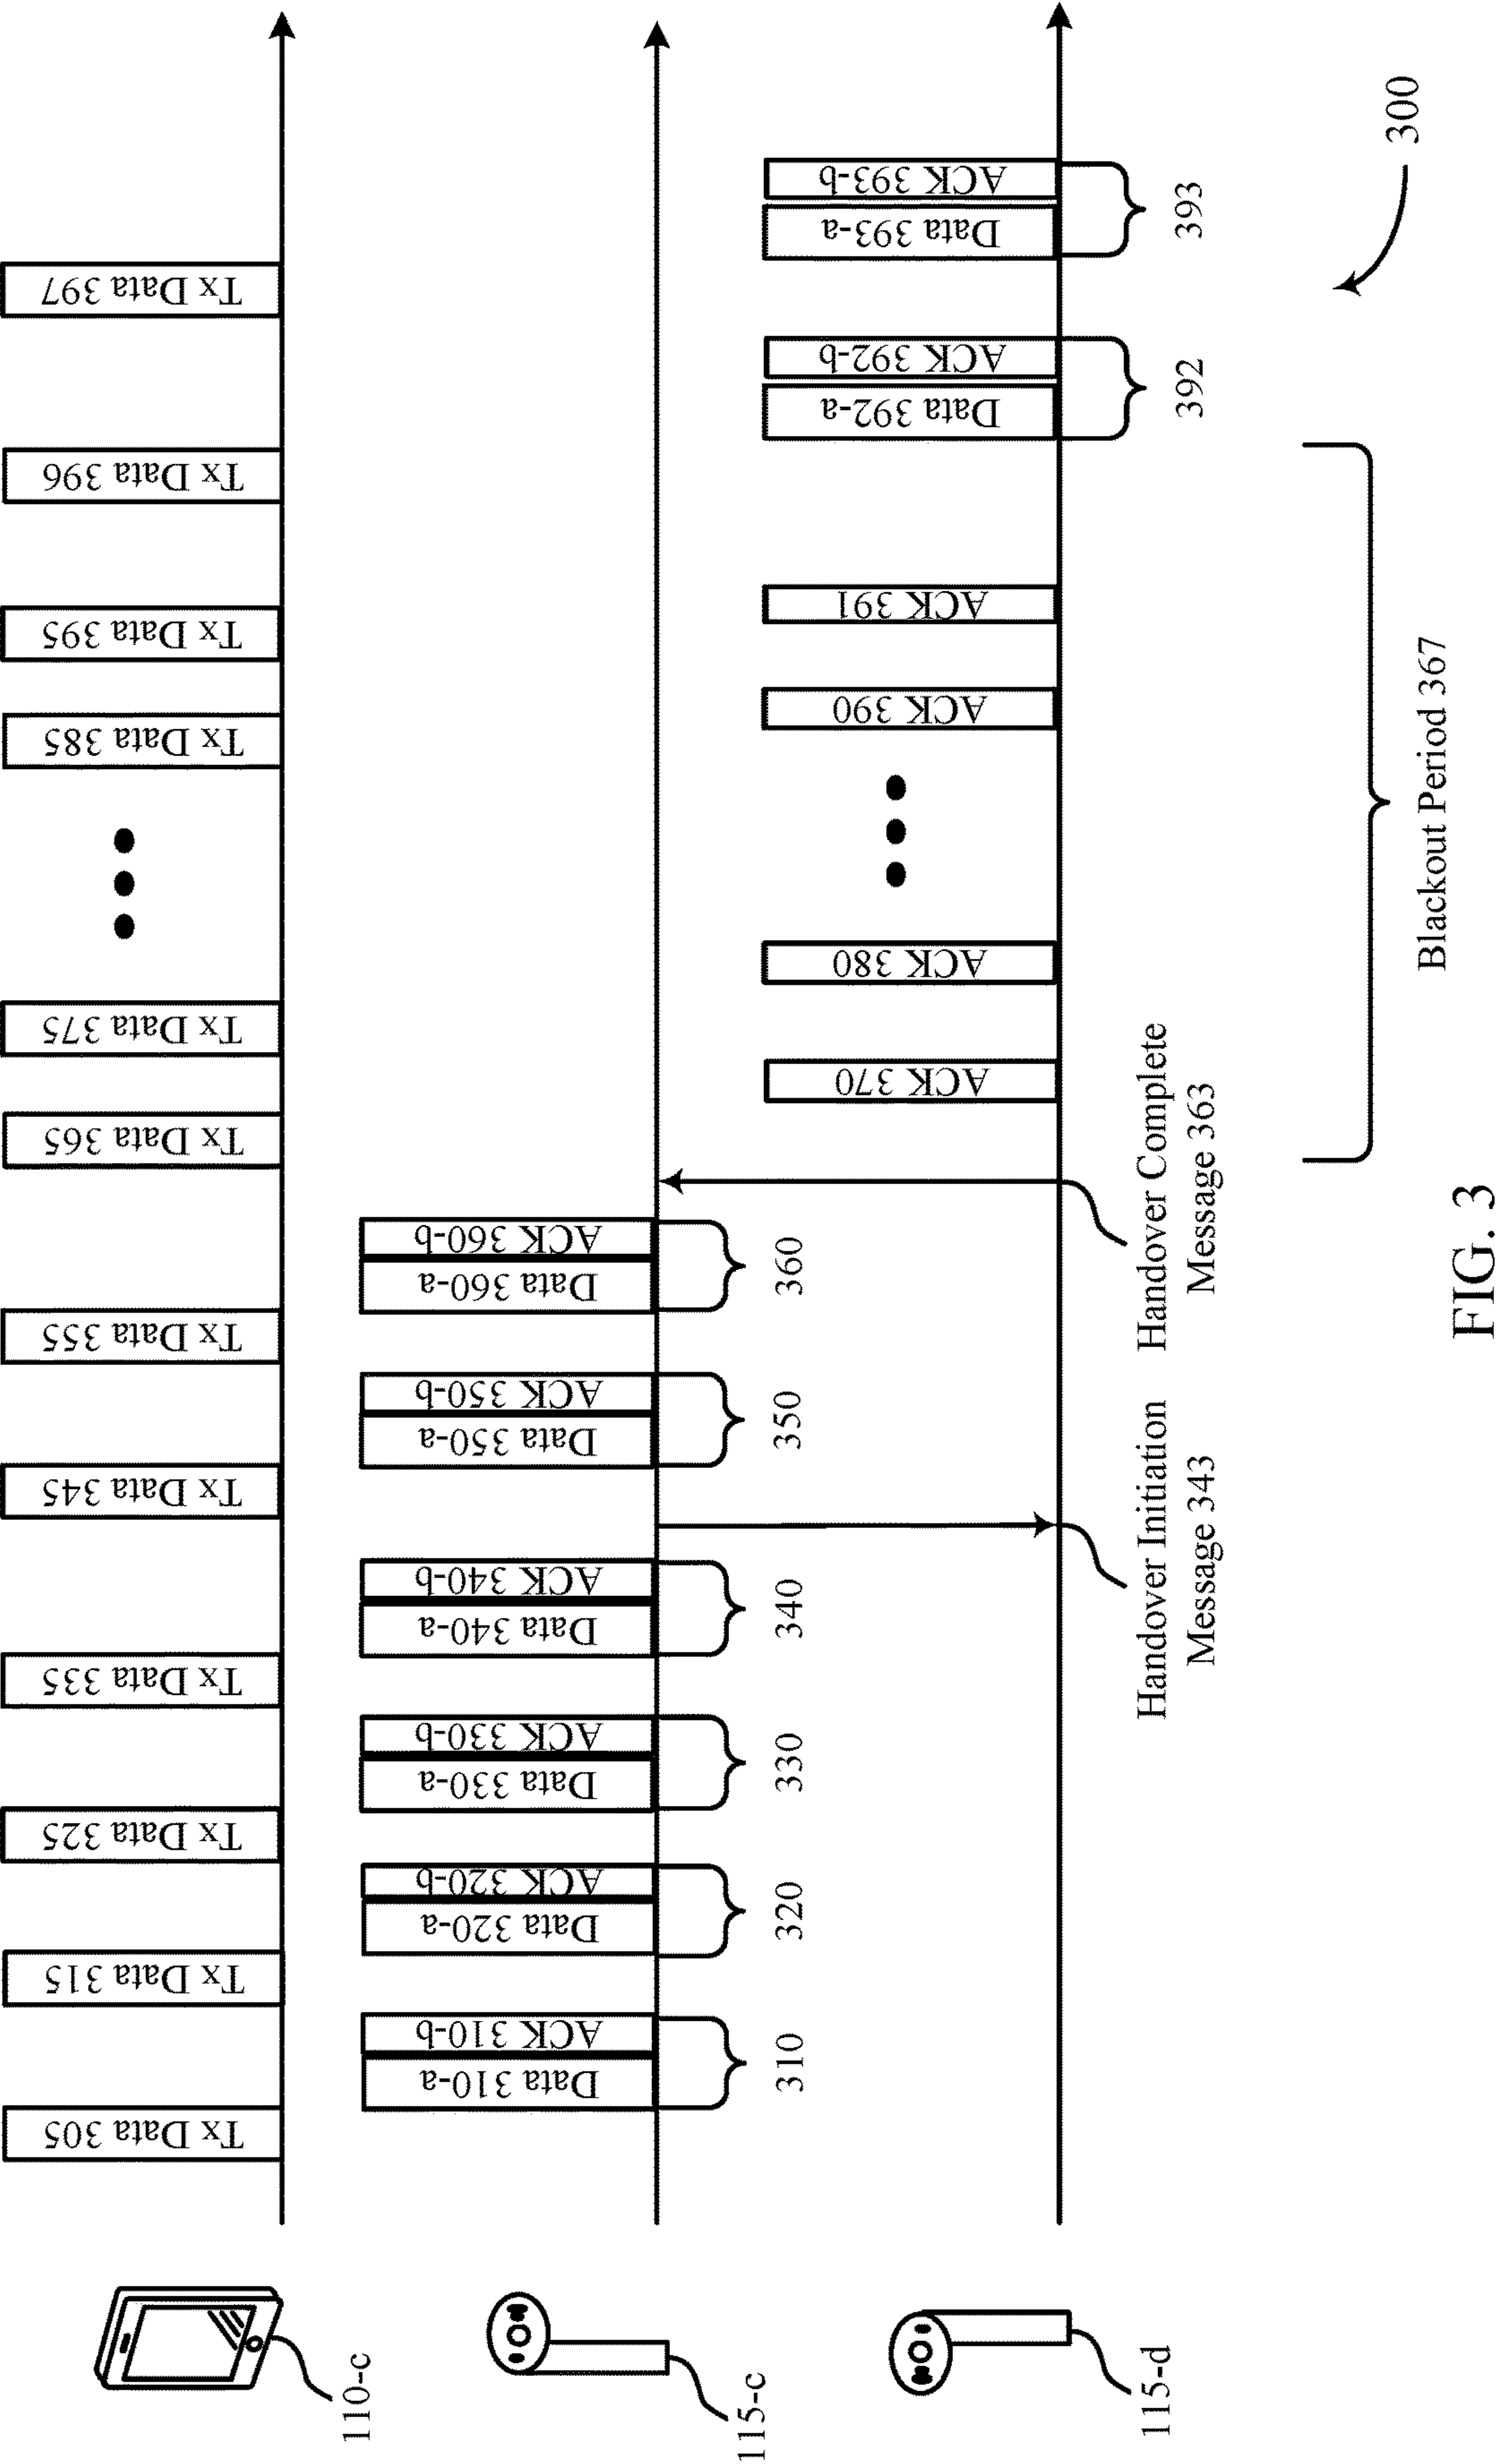 110-c
Tx Data 305
Tx Data 315
Tx Data 325
Tx Data 335
Tx Data 345
Tx Data 355
Tx Data 365
Tx Data 375
Tx Data 385
Tx Data 395
Tx Data 396
Tx Data 397
115-c
Data 310-a
ACK 310-b
Data 320-a
ACK 320-b
Data 330-a
ACK 330-b
Data 340-a
ACK 340-b
Data 350-a
ACK 350-b
Data 360-a
ACK 360-b
310
320
330
340
350
360
115-d
ACK 370
ACK 380
ACK 390
ACK 391
Data 392-a
ACK 392-b
Data 393-a
ACK 393-b
392
393
Handover Initiation
Message 343
Handover Complete
Message 363
Blackout Period 367
300
FIG. 3